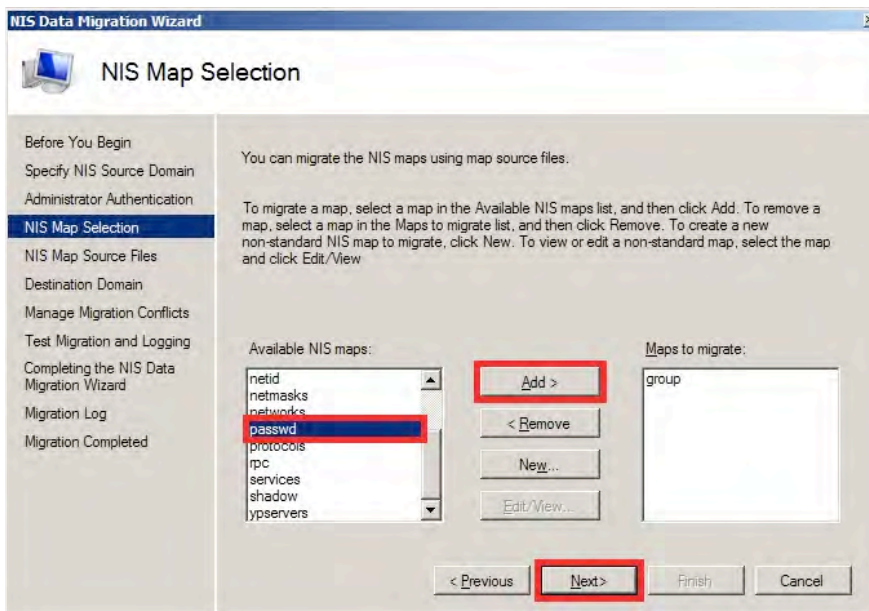 NIS Data Migration Wizard
NIS Map Selection
Before You Begin
Specify NIS Source Domain
Administrator Authentication
NIS Map Selection
NIS Map Source Files
Destination Domain
Manage Migration Conflicts
Test Migration and Logging
Completing the NIS Data
Migration Wizard
Migration Log
Migration Completed
You can migrate the NIS maps using map source files.
To migrate a map, select a map in the Available NIS maps list, and then click Add. To remove a
map, select a map in the Maps to migrate list, and then click Remove. To create a new
non-standard NIS map to migrate, click New. To view or edit a non-standard map, select the map
and click Edit/View
Available NIS maps:
netid
netmasks
networks
passwd
protocols
rpc
services
shadow
ypservers
Add >
< Remove
New...
Edit/View...
Maps to migrate:
group
< Previous
Next>
Finish
Cancel